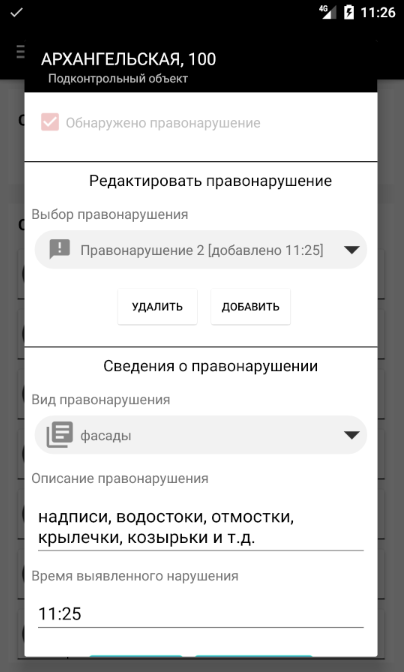 4G 11:26
АРХАНГЕЛЬСКАЯ, 100
Подконтрольный объект
Обнаружено правонарушение
Редактировать правонарушение
Выбор правонарушения
Правонарушение 2 [добавлено 11:25]
УДАЛИТЬ ДОБАВИТЬ
Сведения о правонарушении
Вид правонарушения
фасады
Описание правонарушения
надписи, водостоки, отмостки,
крылечки, козырьки и т.д.
Время выявленного нарушения
11:25